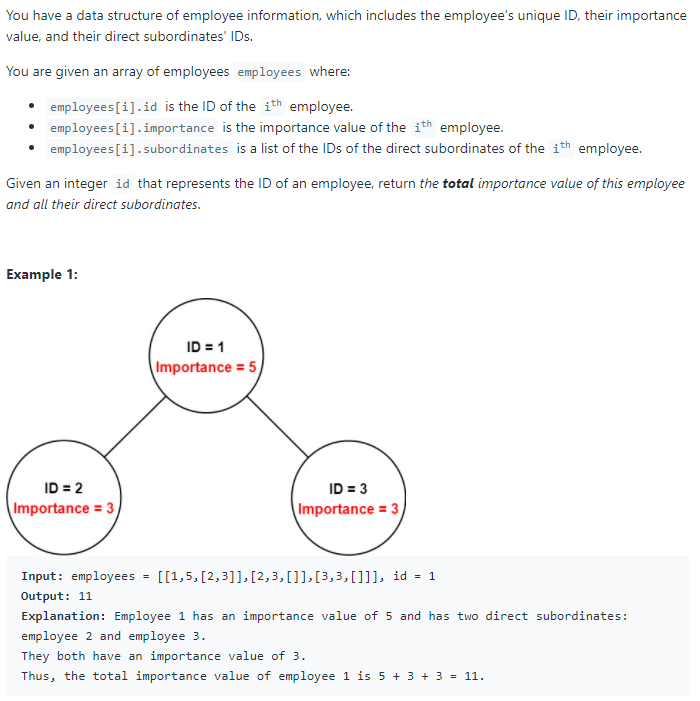 You have a data structure of employee information, which includes the employee's unique ID, their importance
value, and their direct subordinates' IDs.
You are given an array of employees employees where:
• employees[i].id is the ID of the ith employee.
• employees[i].importance is the importance value of the ith employee.
• employees[i].subordinates is a list of the IDs of the direct subordinates of the ith employee.
Given an integer id that represents the ID of an employee, return the total importance value of this employee
and all their direct subordinates.
Example 1:
ID = 1
Importance = 5
ID = 2
Importance = 3
ID = 3
Importance = 3
Input: employees = [[1,5,[2,3]],[2,3,[]],[3,3,[]]], id = 1
Output: 11
Explanation: Employee 1 has an importance value of 5 and has two direct subordinates:
employee 2 and employee 3.
They both have an importance value of 3.
Thus, the total importance value of employee 1 is 5 + 3 + 3 = 11.